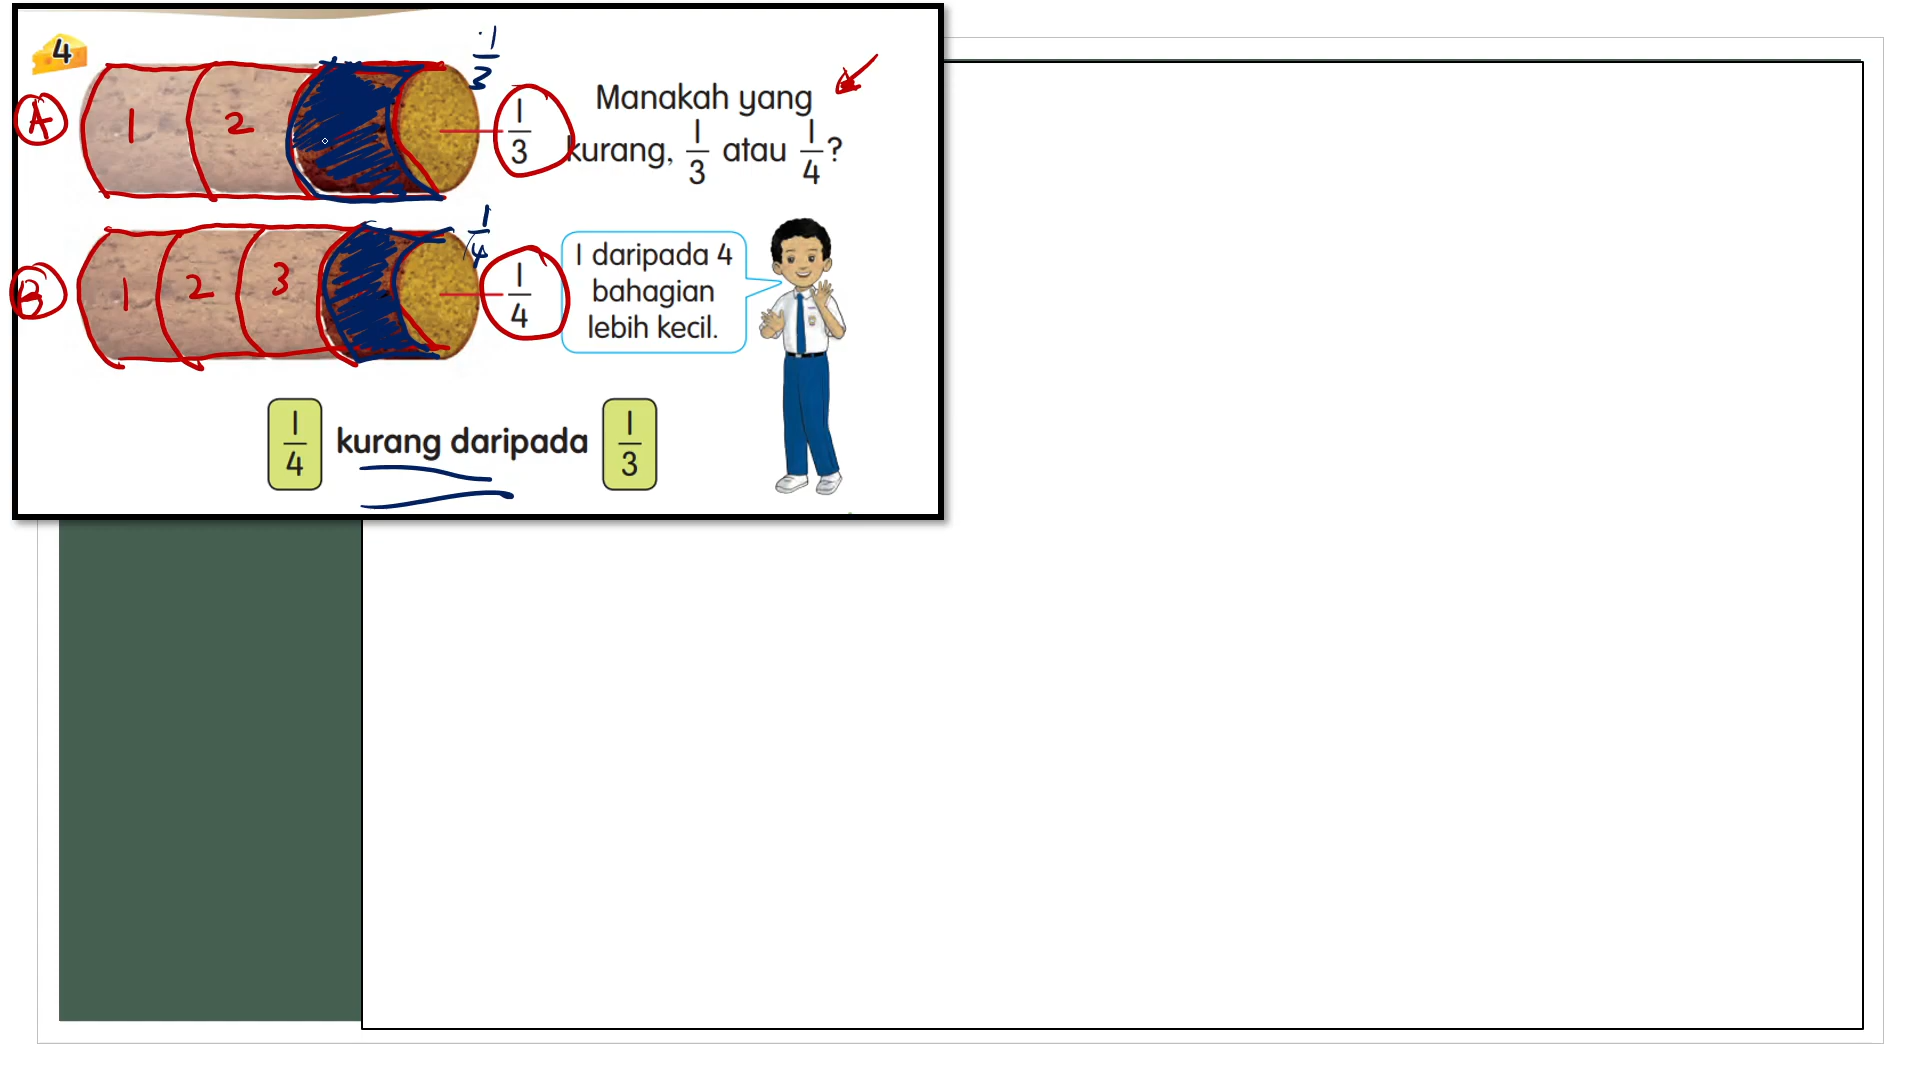 4
1/3
A
1
2
1/3
Manakah yang
kurang, 1/3 atau 1/4?
1/4
B
1
2
3
1/4
1 daripada 4
bahagian
lebih kecil.
1/4 kurang daripada 1/3